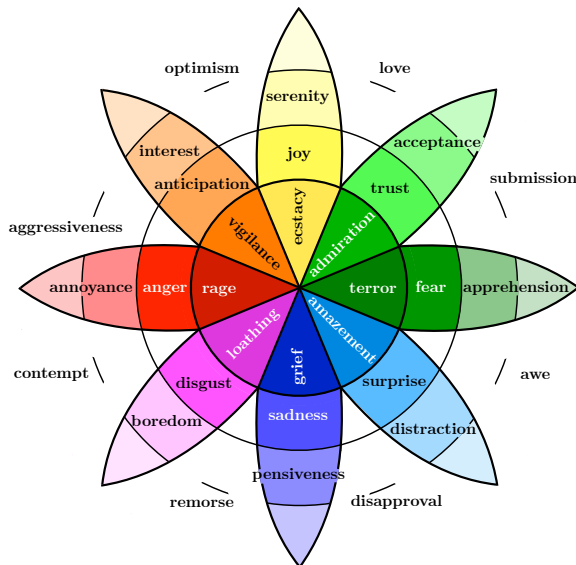 optimism
love
serenity
interest
acceptance
joy
anticipation
trust
submission
aggressiveness
vigilance
ecstacy
admiration
annoyance
anger
rage
terror
fear
apprehension
loathing
grief
amazement
contempt
disgust
surprise
awe
boredom
sadness
distraction
pensiveness
remorse
disapproval